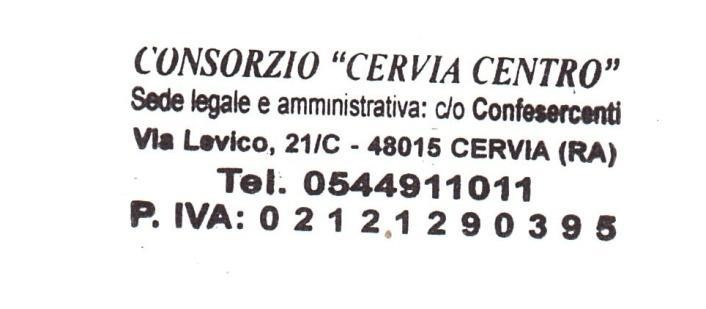 CONSORZIO "CERVIA CENTRO"
Sede legale e amministrativa: c/o Confesercenti
Via Levico, 21/C - 48015 CERVIA (RA)
Tel. 0544911011
P. IVA: 0 2 1 2 1 2 9 0 3 9 5